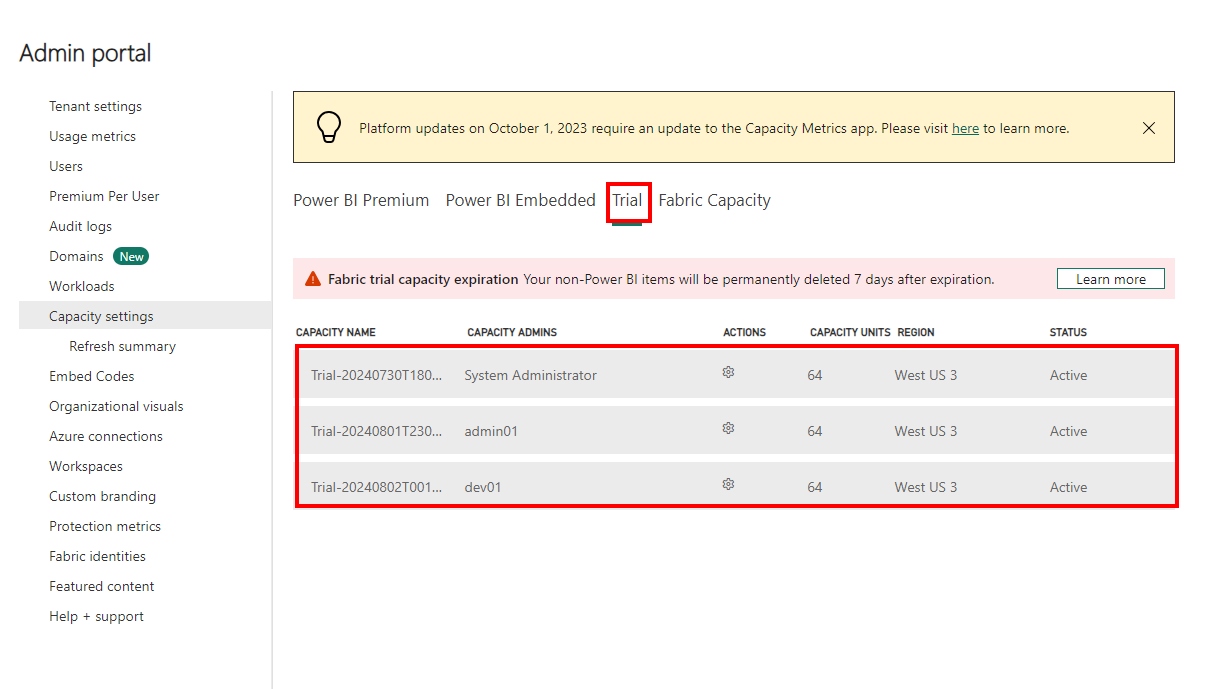 Admin portal
Tenant settings
Usage metrics
Users
Premium Per User
Audit logs
Domains New
Workloads
Capacity settings
Refresh summary
Embed Codes
Organizational visuals
Azure connections
Workspaces
Custom branding
Protection metrics
Fabric identities
Featured content
Help + support
Platform updates on October 1, 2023 require an update to the Capacity Metrics app. Please visit here to learn more.
Power BI Premium Power BI Embedded Trial Fabric Capacity
Fabric trial capacity expiration Your non-Power BI items will be permanently deleted 7 days after expiration. Learn more
CAPACITY NAME CAPACITY ADMINS ACTIONS CAPACITY UNITS REGION STATUS
Trial-20240730T180... System Administrator 64 West US 3 Active
Trial-20240801T230... admin01 64 West US 3 Active
Trial-20240802T001... dev01 64 West US 3 Active